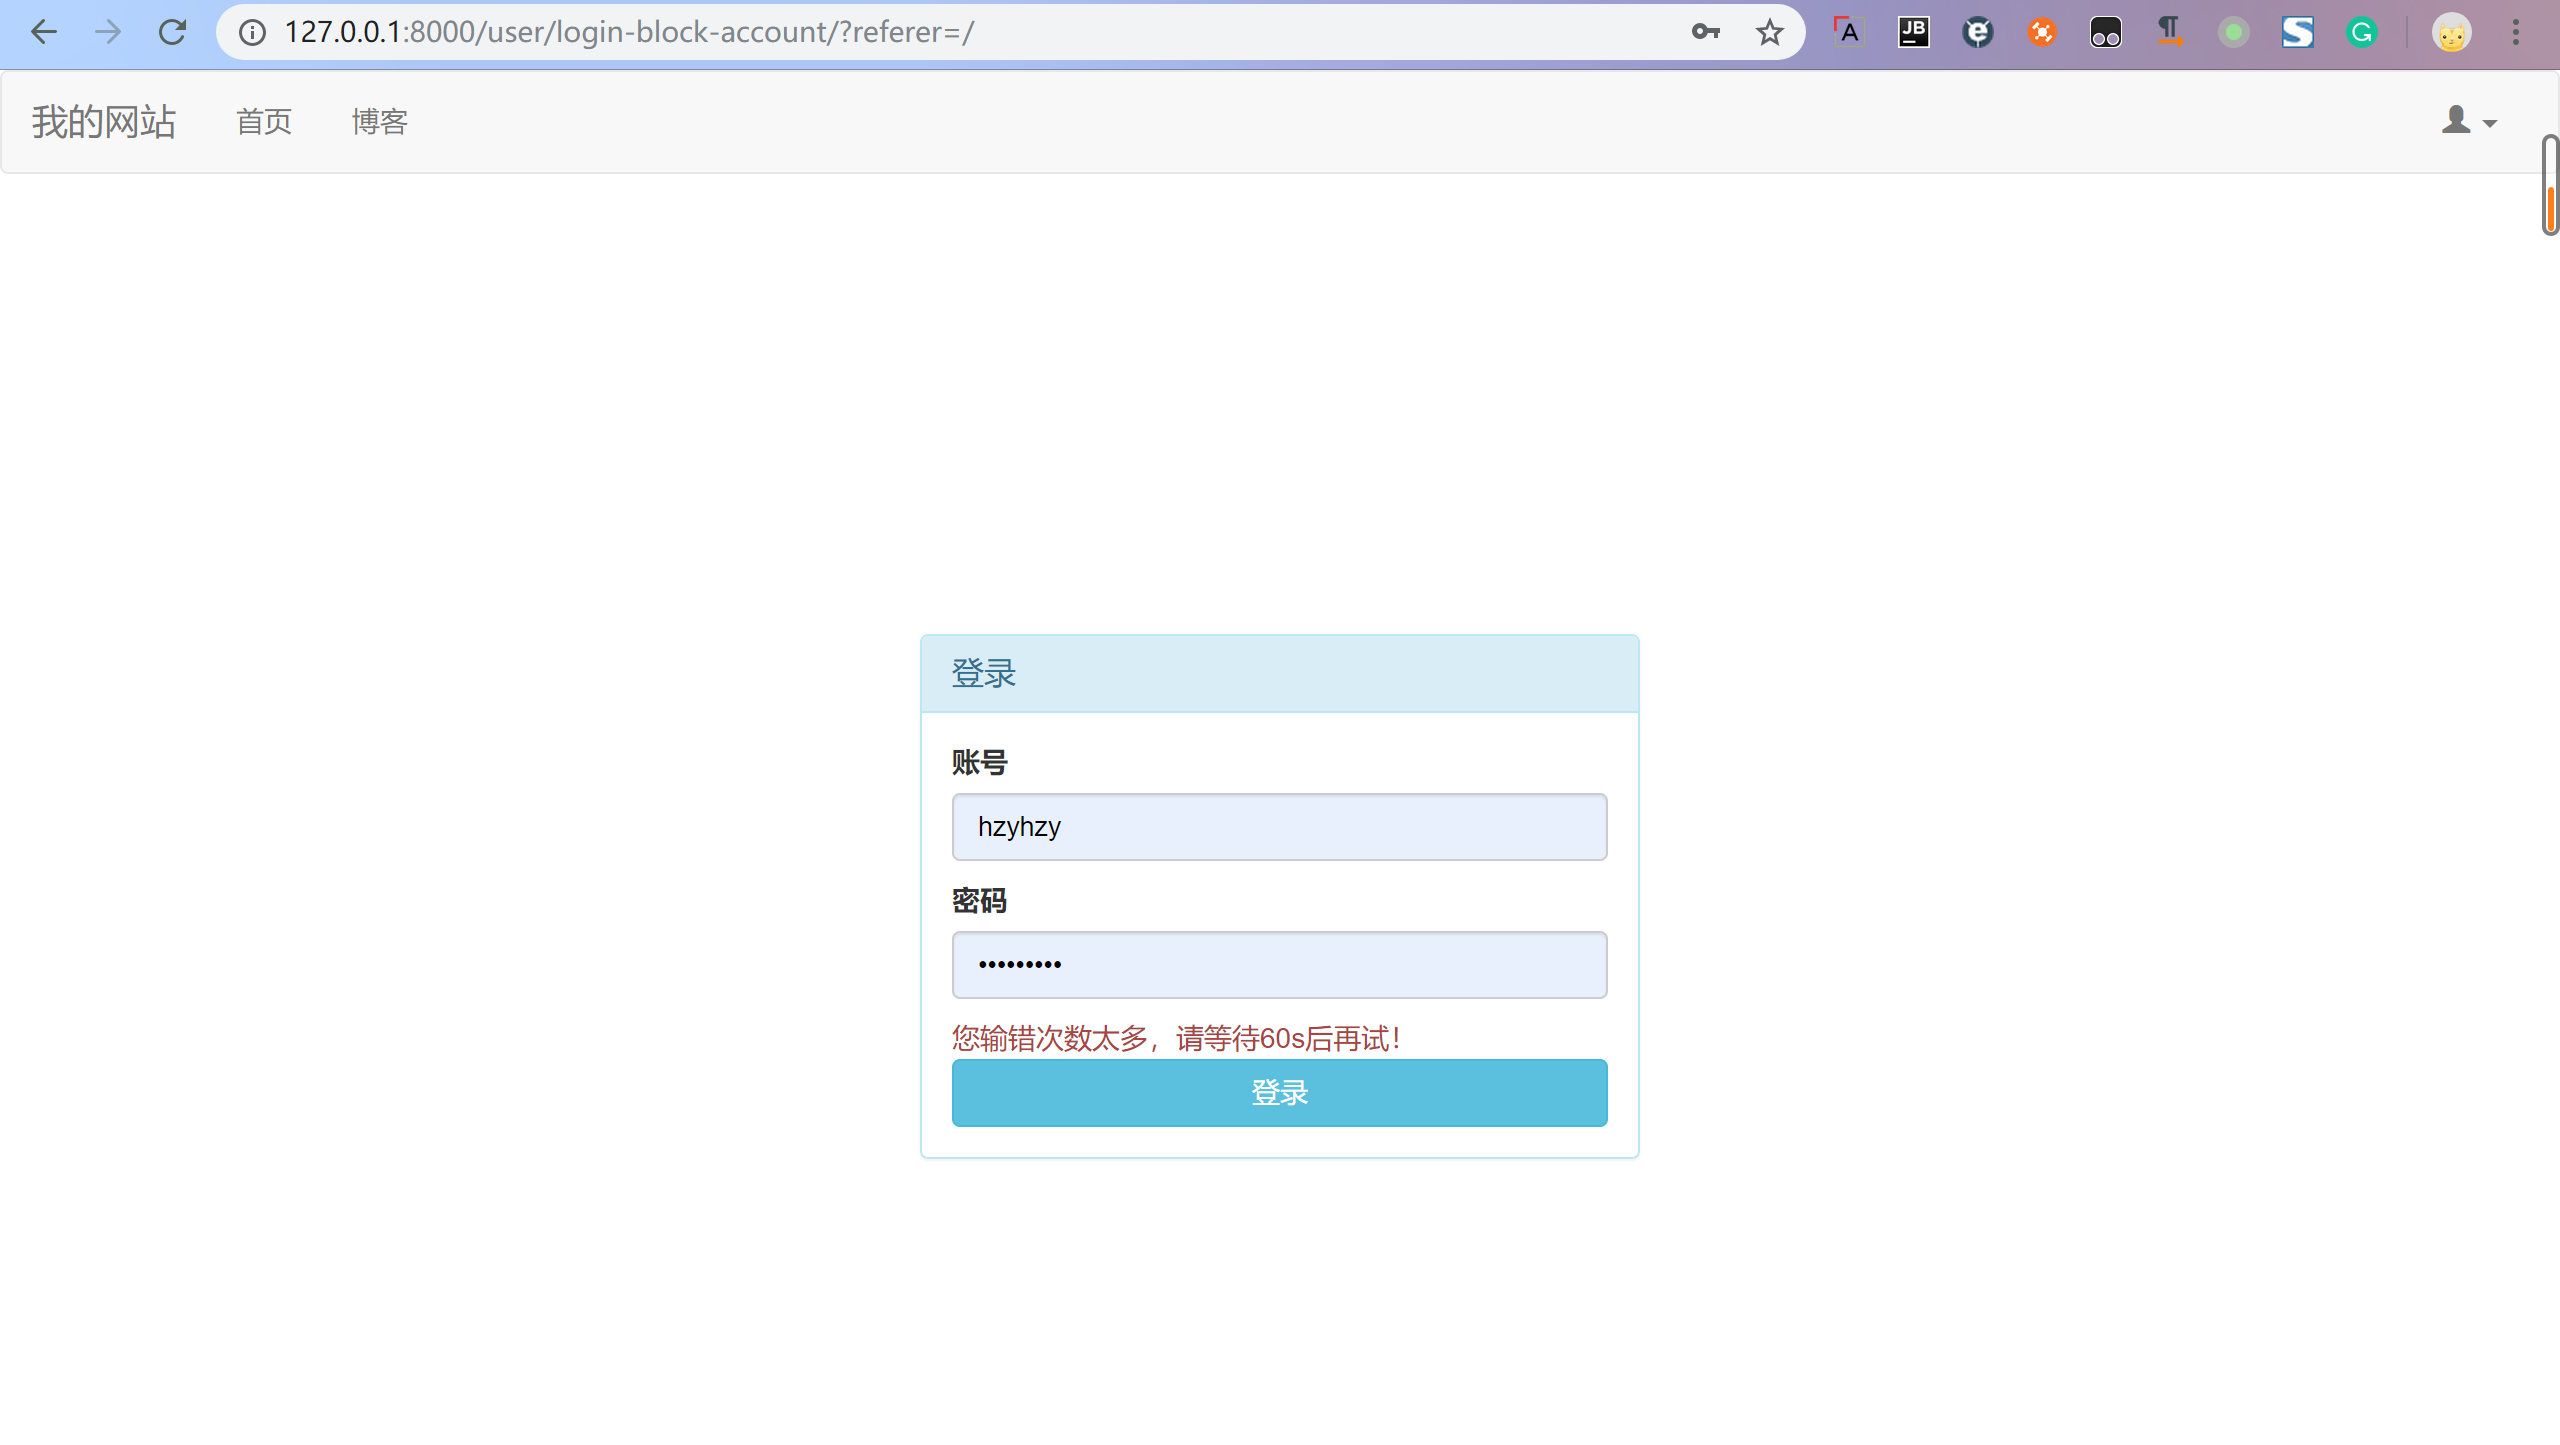 127.0.0.1:8000/user/login-block-account/?referer=/
我的网站 首页 博客
登录
账号
hzyhzy
密码
•••••••••
您输错次数太多，请等待60s后再试！
登录